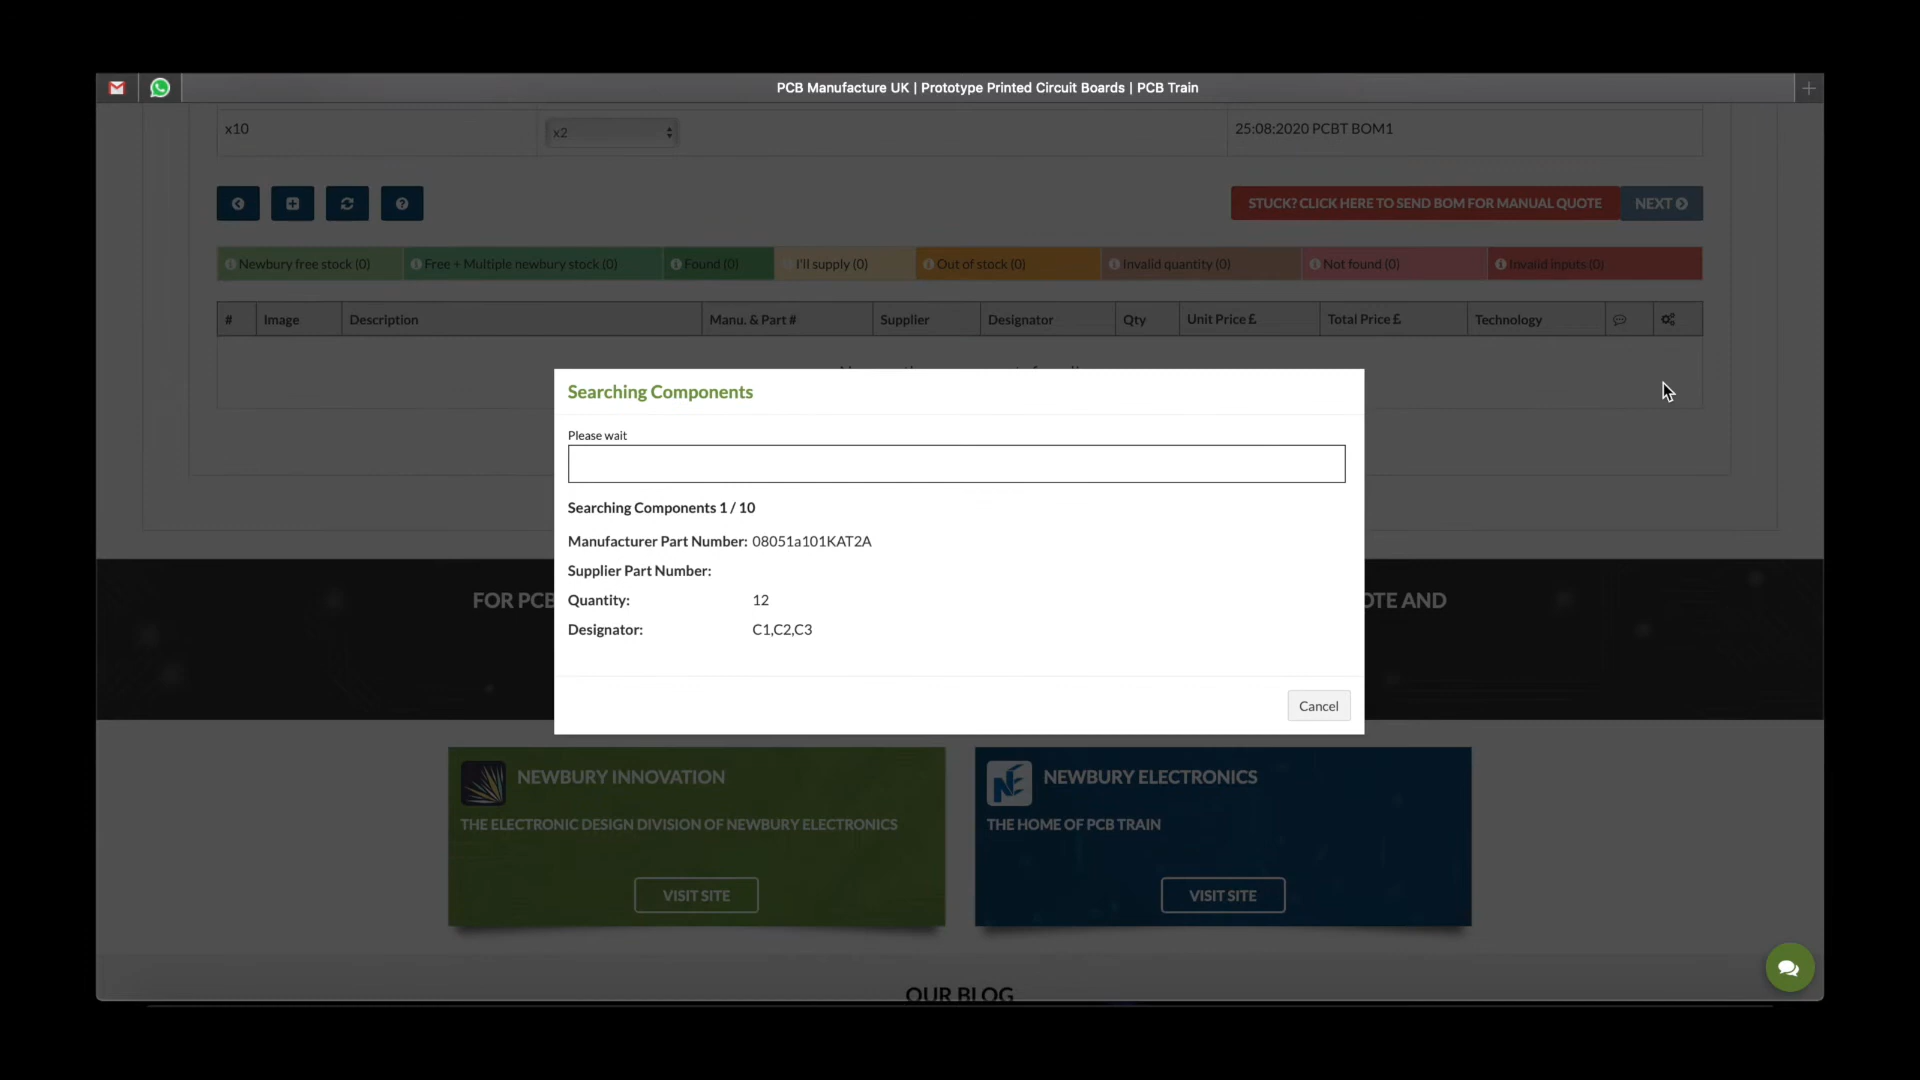 PCB Manufacture UK | Prototype Printed Circuit Boards | PCB Train
x10
x2
25:08:2020 PCBT BOM1
STUCK? CLICK HERE TO SEND BOM FOR MANUAL QUOTE
NEXT
Newbury free stock (0)
Free + Multiple newbury stock (0)
Found (0)
I'll supply (0)
Out of stock (0)
Invalid quantity (0)
Not found (0)
Invalid inputs (0)
#
Image
Description
Manu. & Part #
Supplier
Designator
Qty
Unit Price £
Total Price £
Technology
Searching Components
Please wait
Searching Components 1 / 10
Manufacturer Part Number: 08051a101KAT2A
Supplier Part Number:
Quantity: 12
Designator: C1,C2,C3
Cancel
FOR PCB
OTE AND
NEWBURY INNOVATION
THE ELECTRONIC DESIGN DIVISION OF NEWBURY ELECTRONICS
VISIT SITE
NEWBURY ELECTRONICS
THE HOME OF PCB TRAIN
VISIT SITE
OUR BLOG